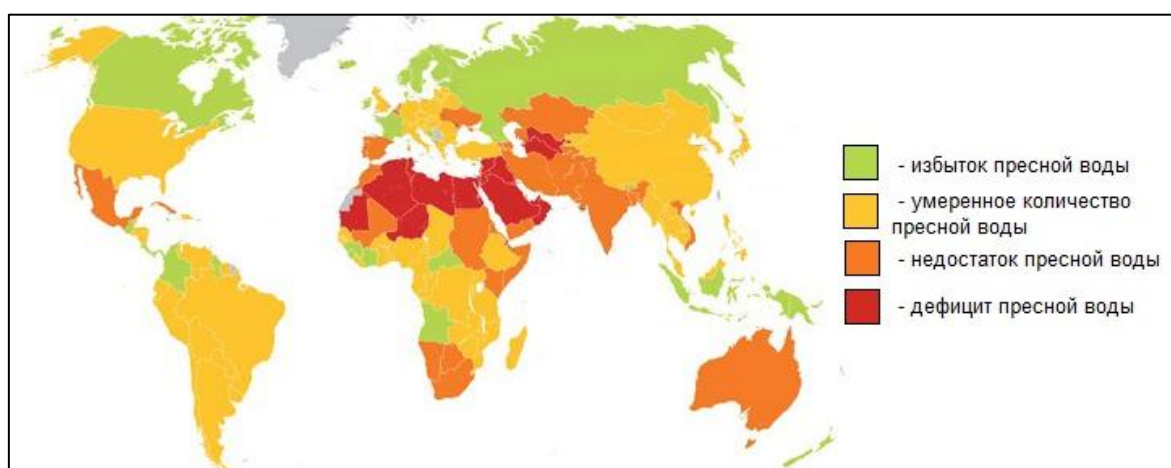 - избыток пресной воды
- умеренное количество
пресной воды
- недостаток пресной воды
- дефицит пресной воды